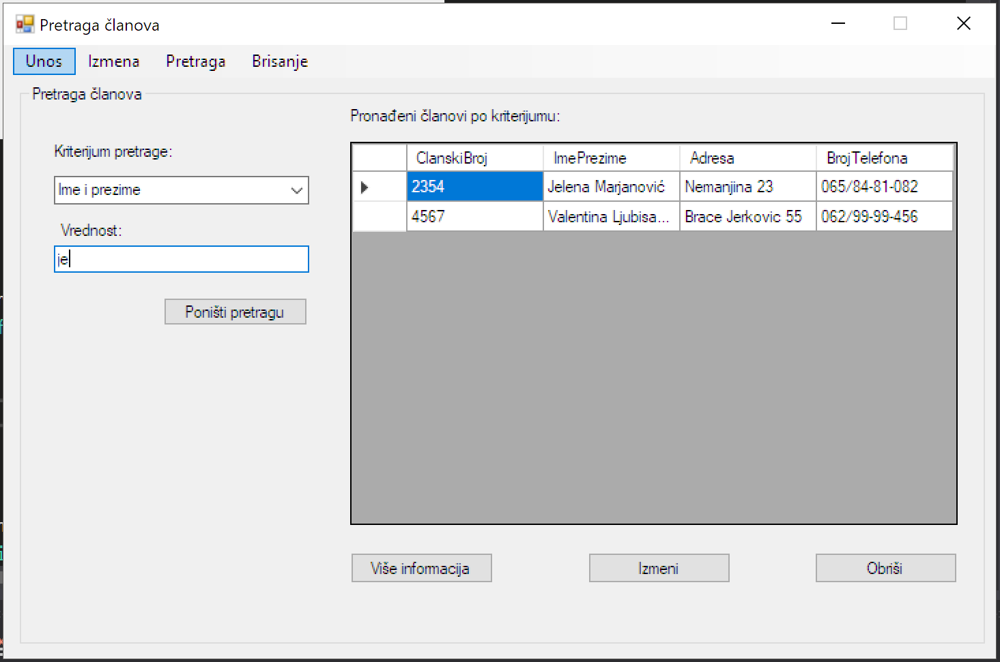 Pretraga članova
Unos Izmena Pretraga Brisanje
Pretraga članova
Kriterijum pretrage:
Ime i prezime
Vrednost:
je
Poništi pretragu
Pronađeni članovi po kriterijumu:
ClanskiBroj ImePrezime Adresa BrojTelefona
2354 Jelena Marjanović Nemanjina 23 065/84-81-082
4567 Valentina Ljubisa... Brace Jerkovic 55 062/99-99-456
Više informacija Izmeni Obriši